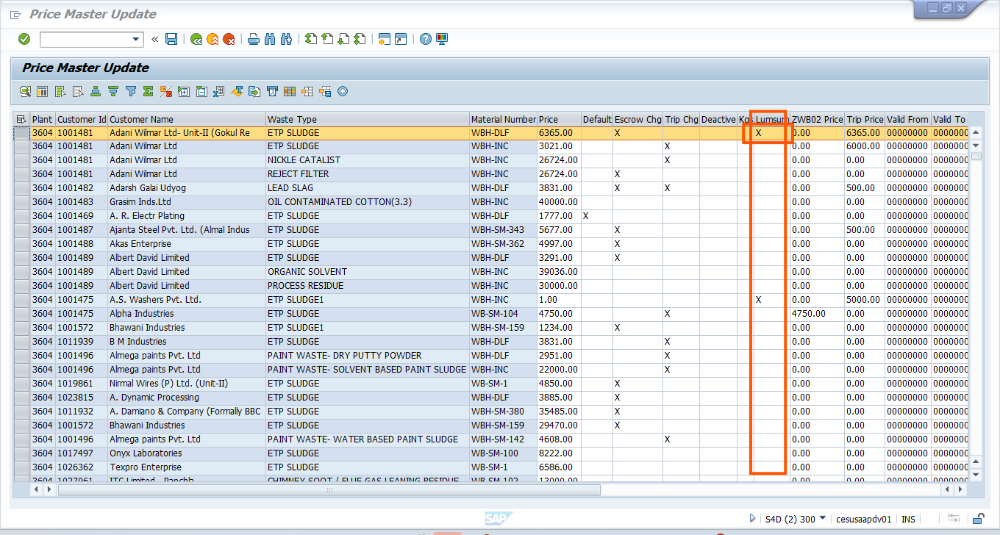 Price Master Update
Price Master Update
Plant Customer Id Customer Name Waste Type Material Number Price Default Escrow Chg Trip Chg Deactive Kgs Lumsum ZWB02 Price Trip Price Valid From Valid To
3604 1001481 Adani Wilmar Ltd- Unit-II (Gokul Re ETP SLUDGE WBH-DLF 6365.00 X X 0.00 6365.00 00000000 0000000
3604 1001481 Adani Wilmar Ltd ETP SLUDGE WBH-INC 3021.00 X 0.00 6000.00 00000000 0000000
3604 1001481 Adani Wilmar Ltd NICKLE CATALIST WBH-INC 26724.00 X 0.00 0.00 00000000 0000000
3604 1001481 Adani Wilmar Ltd REJECT FILTER WBH-INC 26724.00 X 0.00 0.00 00000000 0000000
3604 1001482 Adarsh Galai Udyog LEAD SLAG WBH-DLF 3831.00 X X 0.00 500.00 00000000 0000000
3604 1001483 Grasim Inds.Ltd OIL CONTAMINATED COTTON(3.3) WBH-INC 40000.00 0.00 0.00 00000000 0000000
3604 1001469 A. R. Electr Plating ETP SLUDGE WBH-DLF 1777.00 X 0.00 0.00 00000000 0000000
3604 1001487 Ajanta Steel Pvt. Ltd. (Almal Indus ETP SLUDGE WBH-SM-343 5677.00 X 0.00 500.00 00000000 0000000
3604 1001488 Akas Enterprise ETP SLUDGE WBH-SM-362 4997.00 X 0.00 0.00 00000000 0000000
3604 1001489 Albert David Limited ETP SLUDGE WBH-DLF 3291.00 X 0.00 0.00 00000000 0000000
3604 1001489 Albert David Limited ORGANIC SOLVENT WBH-INC 39036.00 0.00 0.00 00000000 0000000
3604 1001489 Albert David Limited PROCESS RESIDUE WBH-INC 30000.00 0.00 0.00 00000000 0000000
3604 1001475 A.S. Washers Pvt. Ltd. ETP SLUDGE1 WBH-INC 1.00 X 0.00 5000.00 00000000 0000000
3604 1001475 Alpha Industries ETP SLUDGE WB-SM-104 4750.00 X 4750.00 0.00 00000000 0000000
3604 1001572 Bhawani Industries ETP SLUDGE1 WBH-SM-159 1234.00 X 0.00 0.00 00000000 0000000
3604 1011939 B M Industries ETP SLUDGE WBH-DLF 3831.00 X 0.00 0.00 00000000 0000000
3604 1001496 Almega paints Pvt. Ltd PAINT WASTE- DRY PUTTY POWDER WBH-DLF 2951.00 X 0.00 0.00 00000000 0000000
3604 1001496 Almega paints Pvt. Ltd PAINT WASTE- SOLVENT BASED PAINT SLUDGE WBH-INC 22000.00 X 0.00 0.00 00000000 0000000
3604 1019861 Nirmal Wires (P) Ltd. (Unit-II) ETP SLUDGE WB-SM-1 4850.00 X 0.00 0.00 00000000 0000000
3604 1023815 A. Dynamic Processing ETP SLUDGE WBH-DLF 3885.00 X 0.00 0.00 00000000 0000000
3604 1011932 A. Damiano & Company (Formally BBC ETP SLUDGE WBH-SM-380 35485.00 X 0.00 0.00 00000000 0000000
3604 1001572 Bhawani Industries ETP SLUDGE WBH-SM-159 29470.00 X 0.00 0.00 00000000 0000000
3604 1001496 Almega paints Pvt. Ltd PAINT WASTE- WATER BASED PAINT SLUDGE WBH-SM-142 4608.00 X 0.00 0.00 00000000 0000000
3604 1017497 Onyx Laboratories ETP SLUDGE WB-SM-100 8222.00 0.00 0.00 00000000 0000000
3604 1026362 Texpro Enterprise ETP SLUDGE WB-SM-1 6586.00 0.00 0.00 00000000 0000000
3604 1027061 ITC Limited - Panchla CHIMNEY SOOT / FLUE GAS LEANING RESIDUE WB-SM-102 13000.00 0.00 0.00 00000000 0000000
SAP S4D (2) 300 cesusaapdv01 INS